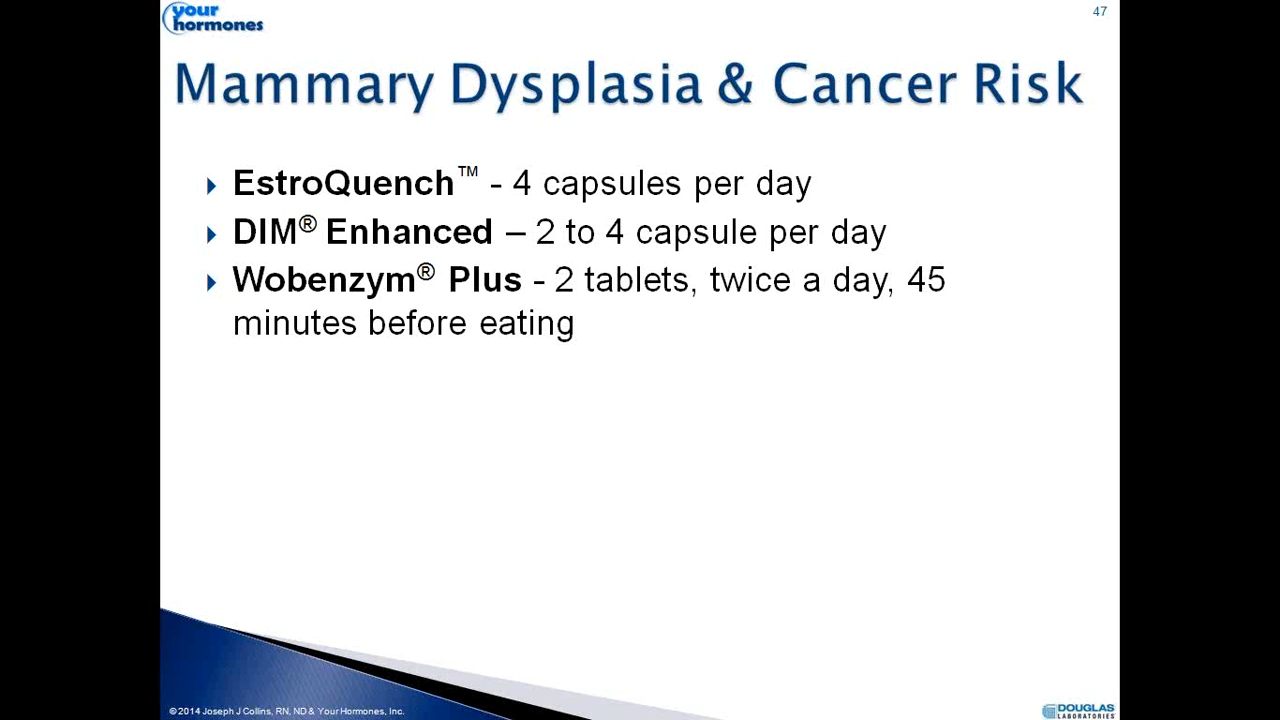 your
hormones
47
Mammary Dysplasia & Cancer Risk
EstroQuench™ - 4 capsules per day
DIM® Enhanced – 2 to 4 capsule per day
Wobenzym® Plus - 2 tablets, twice a day, 45
minutes before eating
© 2014 Joseph J Collins, RN, ND & Your Hormones, Inc.
DOUGLAS
LABORATORIES